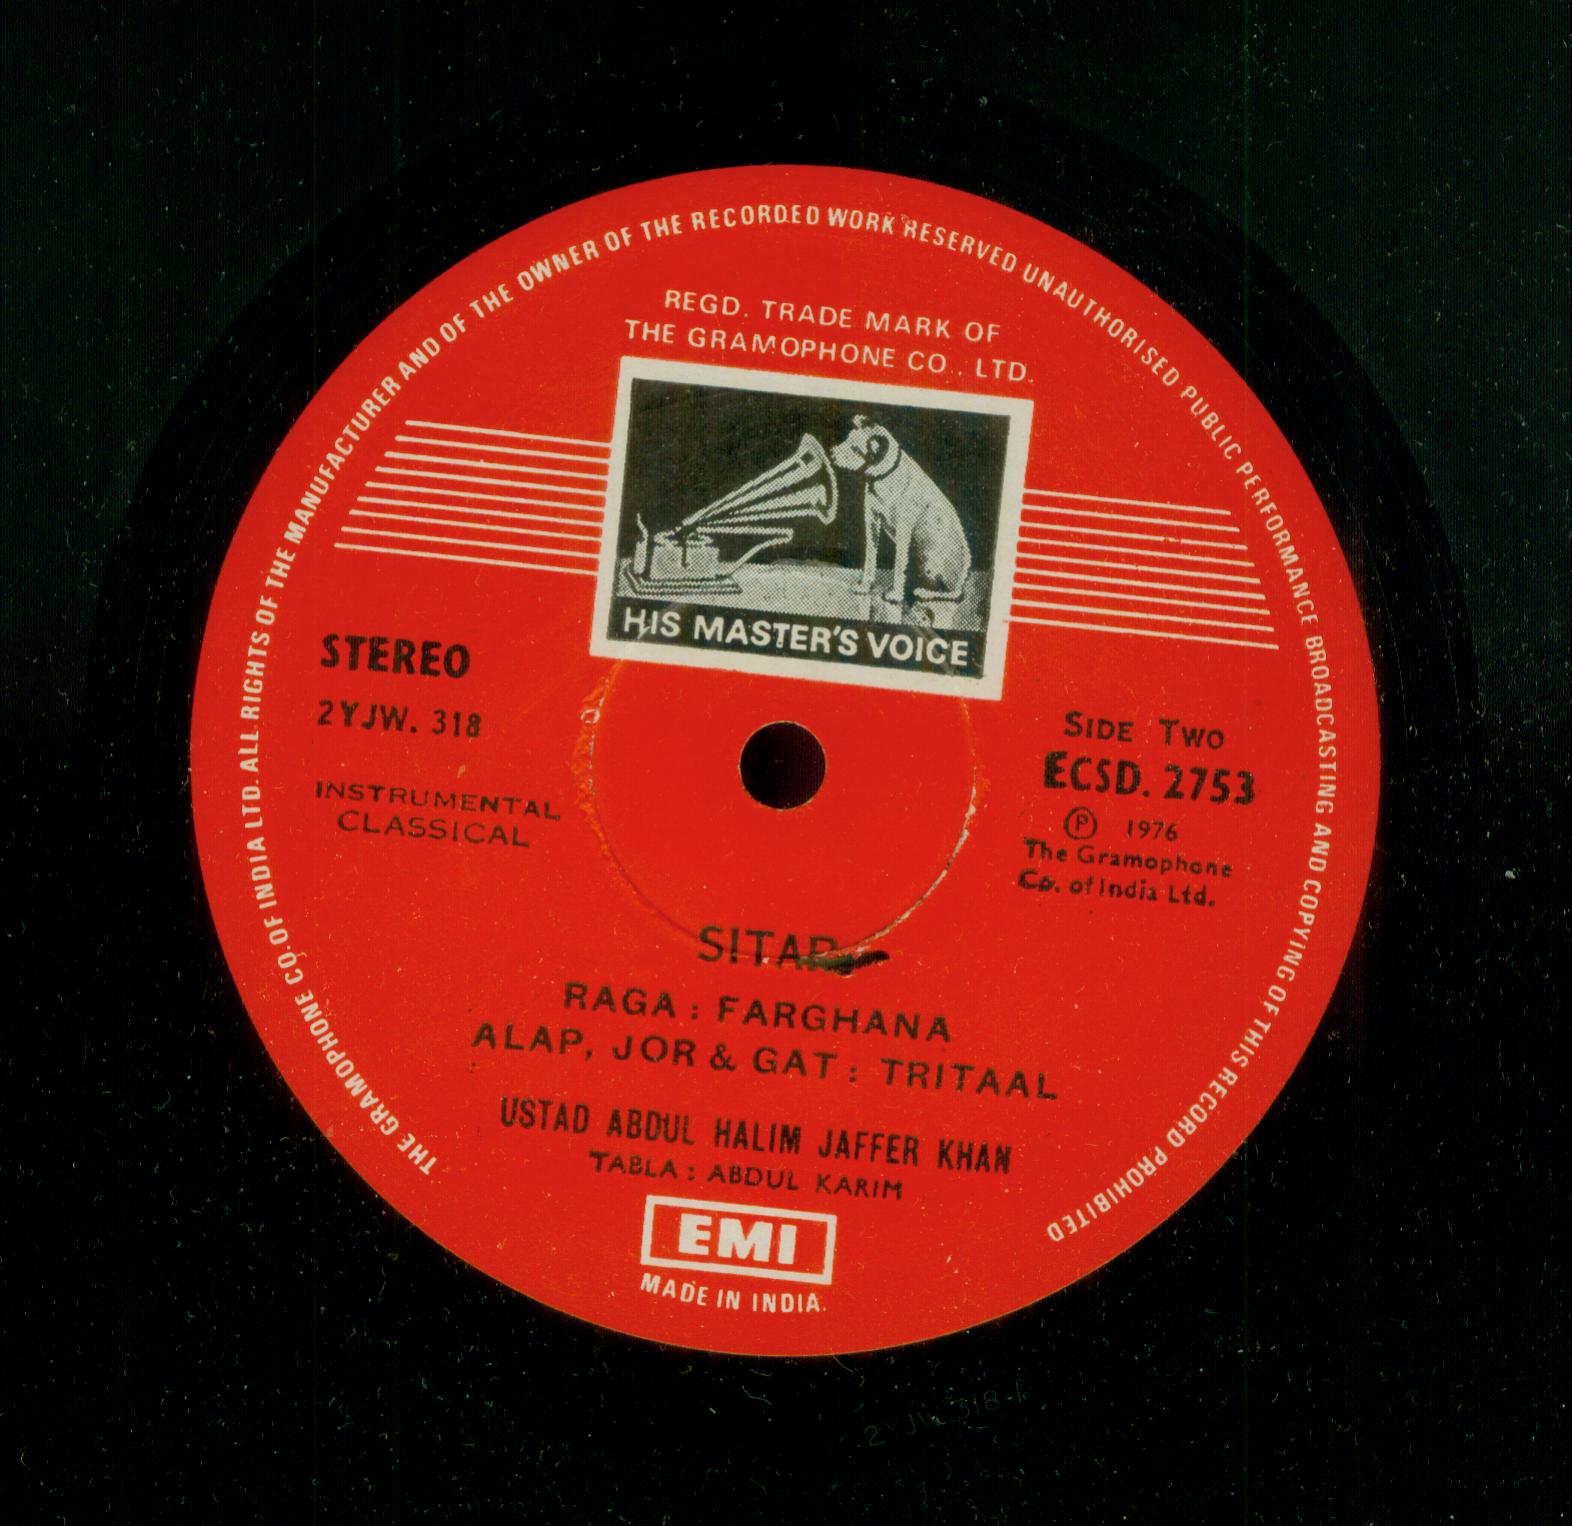 THE GRAMOPHONE CO. OF INDIA LTD. ALL RIGHTS OF THE MANUFACTURER AND OF THE OWNER OF THE RECORDED WORK RESERVED UNAUTHORISED PUBLIC PERFORMANCE BROADCASTING AND COPYING OF THIS RECORD PROHIBITED
REGD. TRADE MARK OF
THE GRAMOPHONE CO. LTD.
HIS MASTER'S VOICE
STEREO
2YJW. 318
INSTRUMENTAL
CLASSICAL
SIDE TWO
ECSD. 2753
Ⓟ 1976
The Gramophone
Co. of India Ltd.
SITAR
RAGA : FARGHANA
ALAP, JOR & GAT : TRITAAL
USTAD ABDUL HALIM JAFFER KHAN
TABLA : ABDUL KARIM
EMI
MADE IN INDIA.